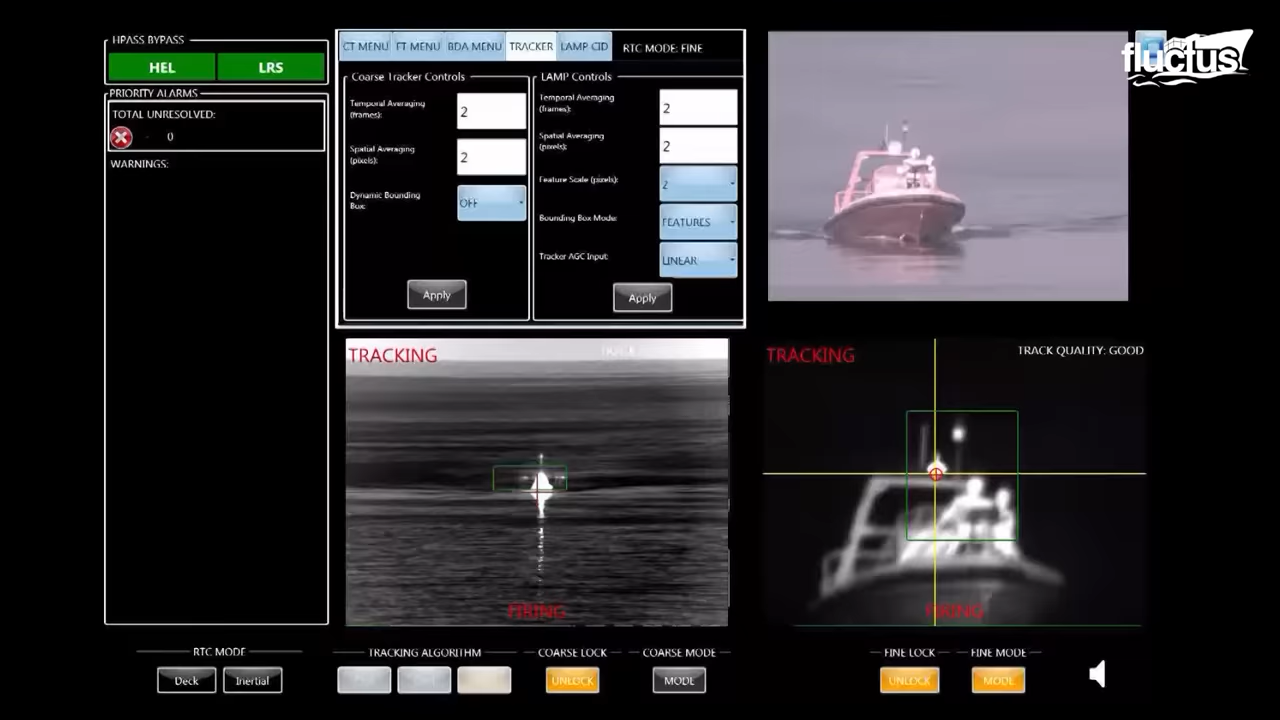 HPASS BYPASS
HEL
LRS
PRIORITY ALARMS
TOTAL UNRESOLVED:
0
WARNINGS:
CT MENU
FT MENU
BDA MENU
TRACKER
LAMP CID
RTC MODE: FINE
Coarse Tracker Controls
Temporal Averaging
(frames):
2
Spatial Averaging
(pixels):
2
Dynamic Bounding
Box:
OFF
Apply
LAMP Controls
Temporal Averaging
(frames):
2
Spatial Averaging
(pixels):
2
Feature Scale (pixels):
2
Bounding Box Mode:
FEATURES
Tracker AGC Input:
LINEAR
Apply
fluctus
TRACKING
FIRING
TRACKING
TRACK QUALITY: GOOD
FIRING
RTC MODE
Deck
Inertial
TRACKING ALGORITHM
COARSE LOCK
UNLOCK
COARSE MODE
MODE
FINE LOCK
UNLOCK
FINE MODE
MODE